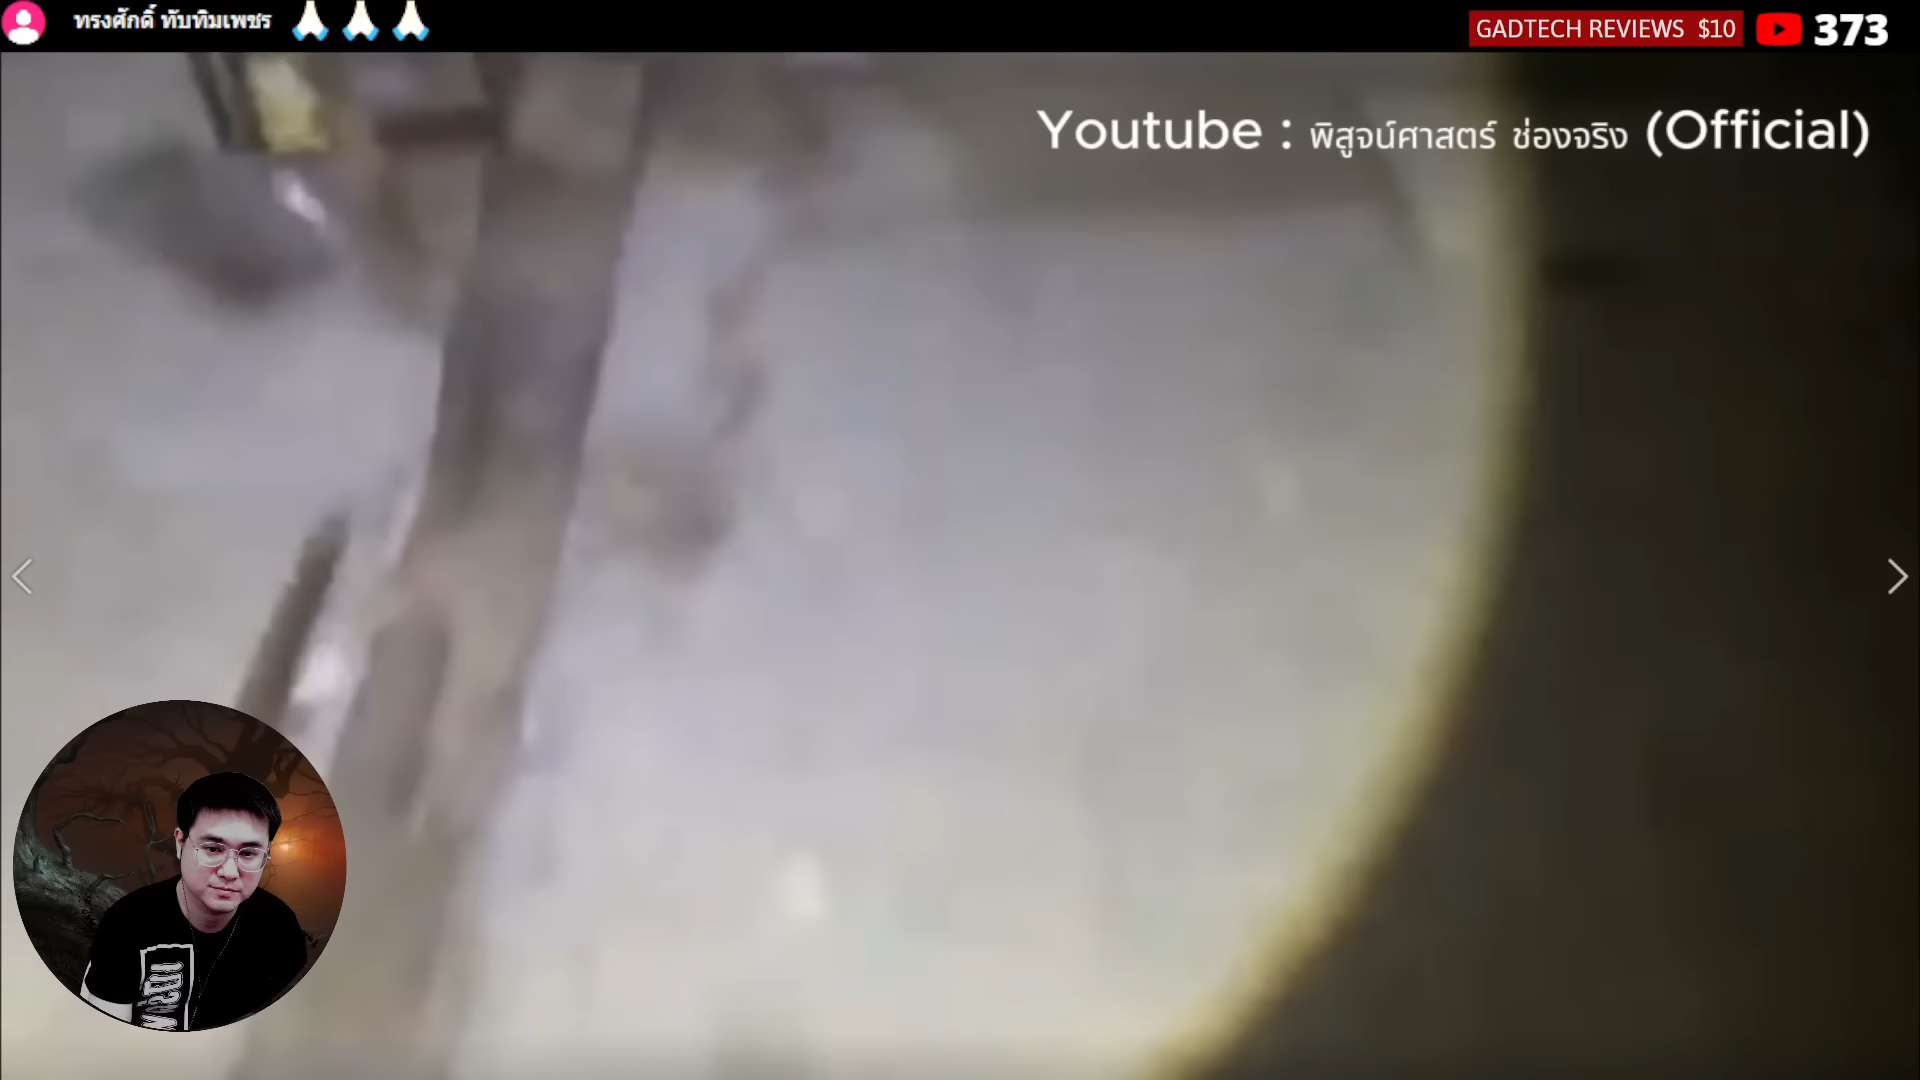 ทรงศักดิ์ ทับทิมเพชร 🙏🏻 🙏🏻 🙏🏻
GADTECH REVIEWS $10
373
Youtube : พิสูจน์ศาสตร์ ช่องจริง (Official)